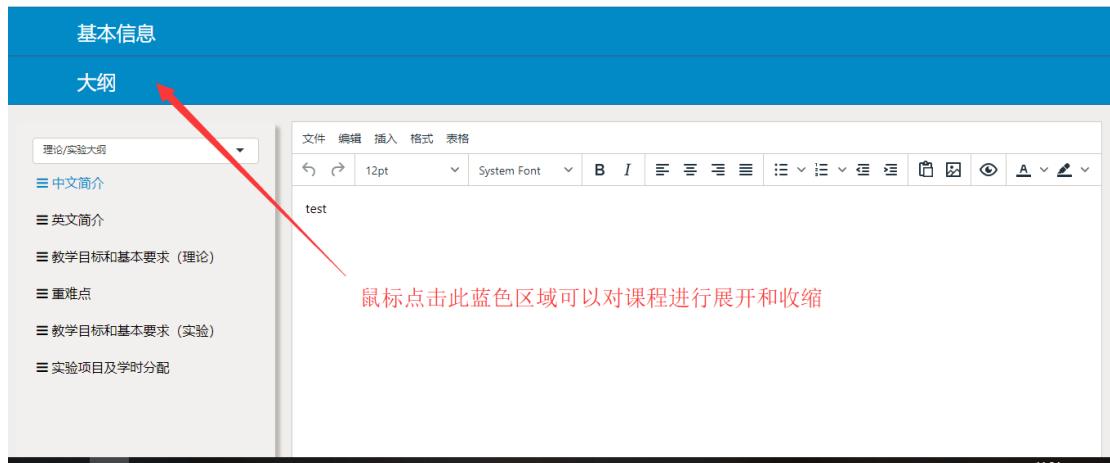 基本信息
大纲
理论/实验大纲
中文简介
英文简介
教学目标和基本要求（理论）
重难点
教学目标和基本要求（实验）
实验项目及学时分配
文件 编辑 插入 格式 表格
12pt System Font B I A
test
鼠标点击此蓝色区域可以对课程进行展开和收缩